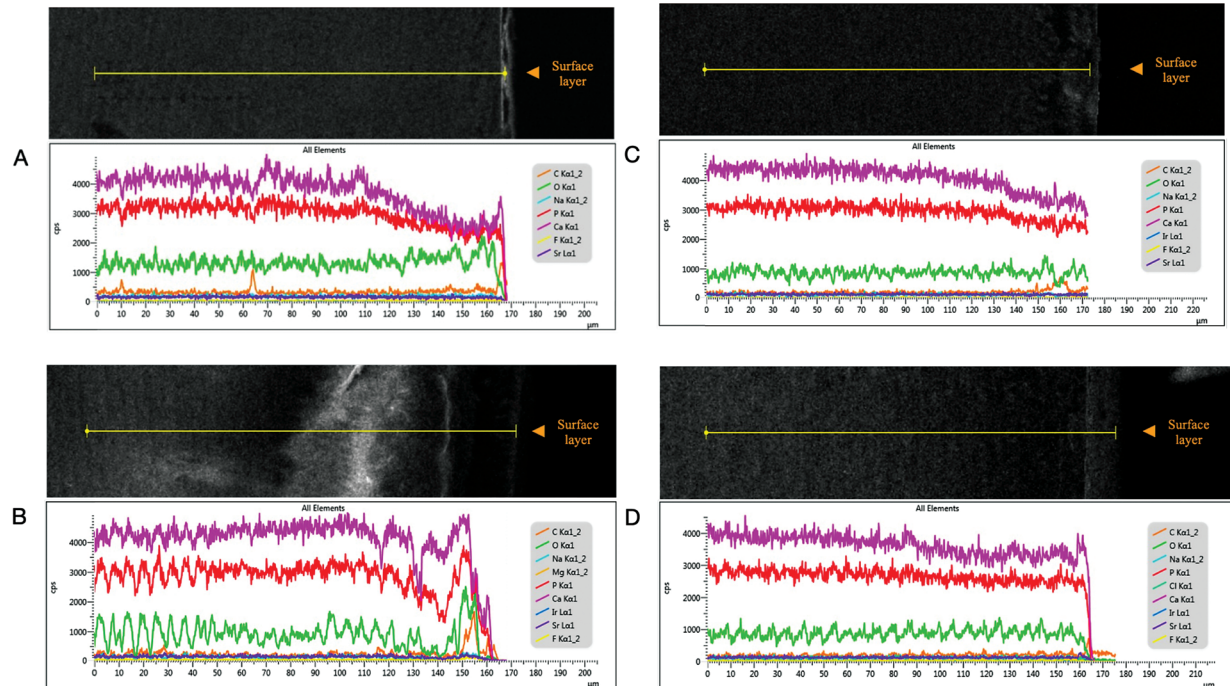 Surface
layer
A
All Elements
cps
4000
3000
2000
1000
0
C Kα1_2
O Kα1
Na Kα1_2
P Kα1
Ca Kα1
F Kα1_2
Sr Lα1
0 10 20 30 40 50 60 70 80 90 100 110 120 130 140 150 160 170 180 190 200
µm
Surface
layer
C
All Elements
cps
4000
3000
2000
1000
0
C Kα1_2
O Kα1
Na Kα1_2
P Kα1
Ca Kα1
Ir Lα1
F Kα1_2
Sr Lα1
0 10 20 30 40 50 60 70 80 90 100 110 120 130 140 150 160 170 180 190 200 210 220
µm
Surface
layer
B
All Elements
cps
4000
3000
2000
1000
0
C Kα1_2
O Kα1
Na Kα1_2
Mg Kα1_2
P Kα1
Ca Kα1
Ir Lα1
Sr Lα1
F Kα1_2
0 10 20 30 40 50 60 70 80 90 100 110 120 130 140 150 160 170 180 190 200
µm
Surface
layer
D
All Elements
cps
4000
3000
2000
1000
0
C Kα1_2
O Kα1
Na Kα1_2
P Kα1
Cl Kα1
Ca Kα1
Ir Lα1
Sr Lα1
F Kα1_2
0 10 20 30 40 50 60 70 80 90 100 110 120 130 140 150 160 170 180 190 200 210
µm